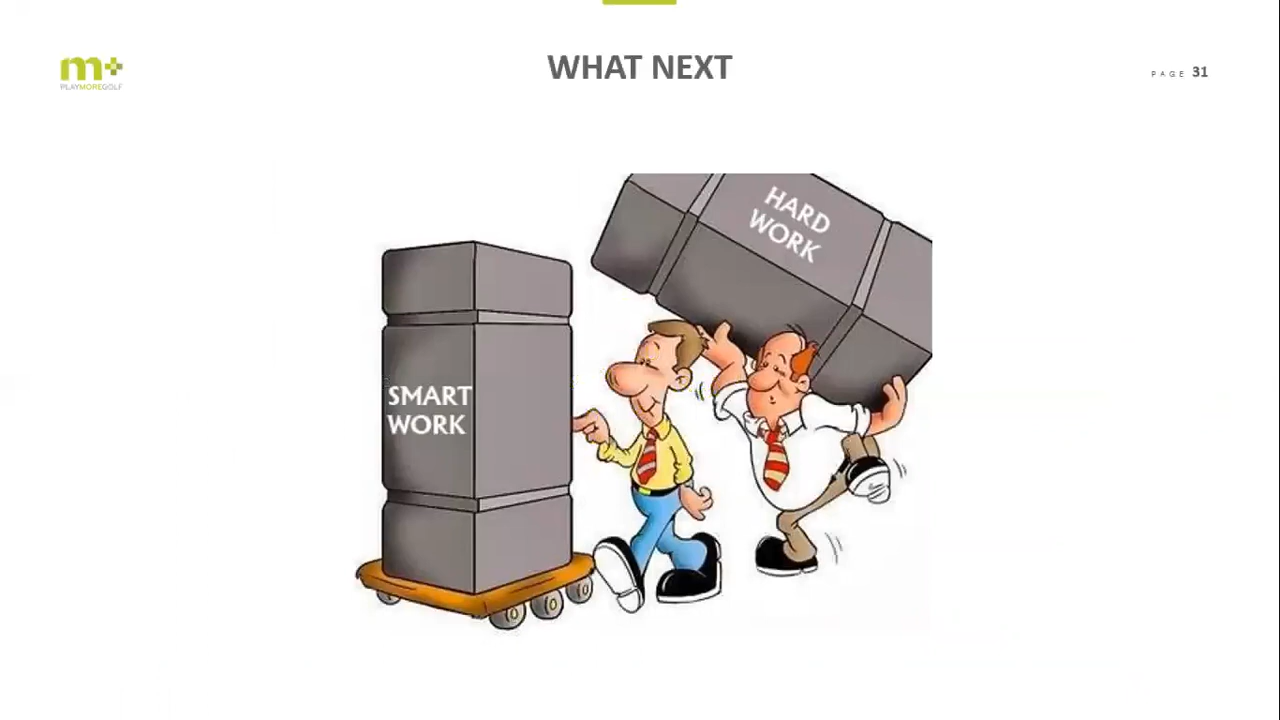 m+
PLAYMOREGOLF
WHAT NEXT
PAGE 31
HARD
WORK
SMART
WORK